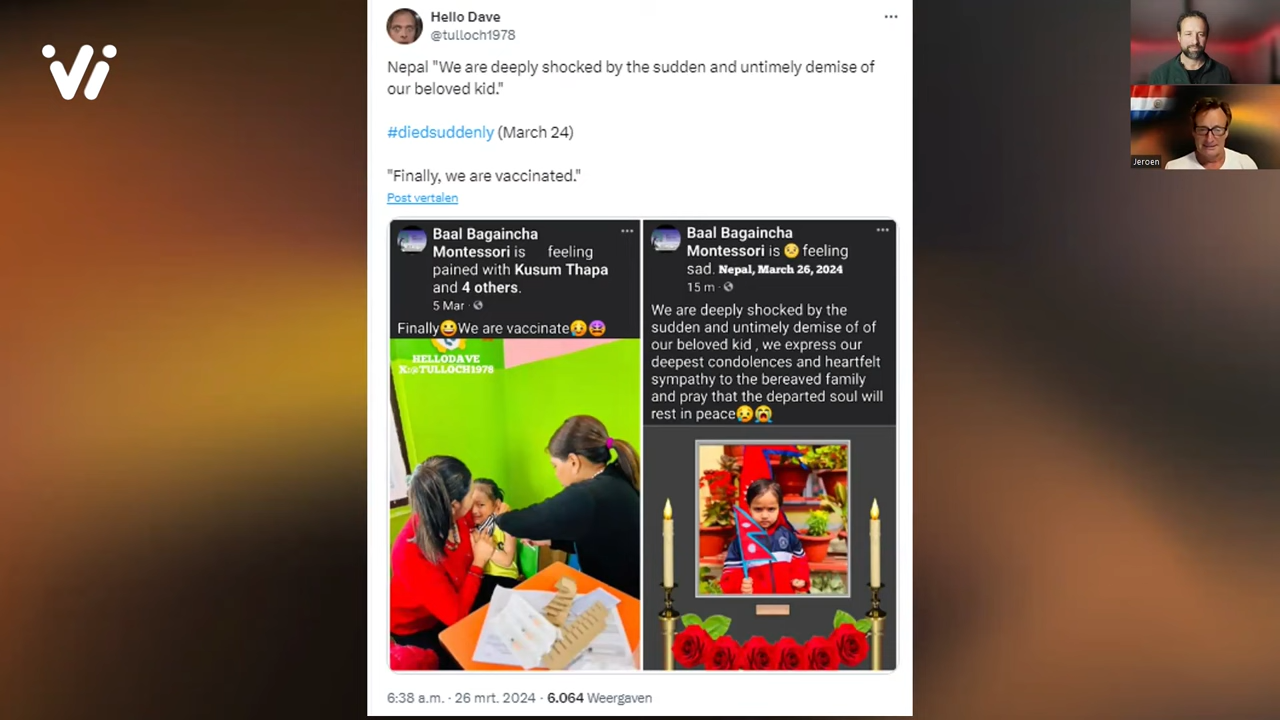 Vi
Hello Dave
@tulloch1978
Nepal "We are deeply shocked by the sudden and untimely demise of
our beloved kid."
#diedsuddenly (March 24)
"Finally, we are vaccinated."
Post vertalen
Baal Bagaincha
Montessori is feeling
pained with Kusum Thapa
and 4 others.
5 Mar ·
Finally😀We are vaccinate😥😫
HELLODAVE
X:@TULLOCH1978
Baal Bagaincha
Montessori is 😟 feeling
sad. Nepal, March 26, 2024
15 m ·
We are deeply shocked by the
sudden and untimely demise of of
our beloved kid , we express our
deepest condolences and heartfelt
sympathy to the bereaved family
and pray that the departed soul will
rest in peace😥😭
6:38 a.m. · 26 mrt. 2024 · 6.064 Weergaven
Jeroen